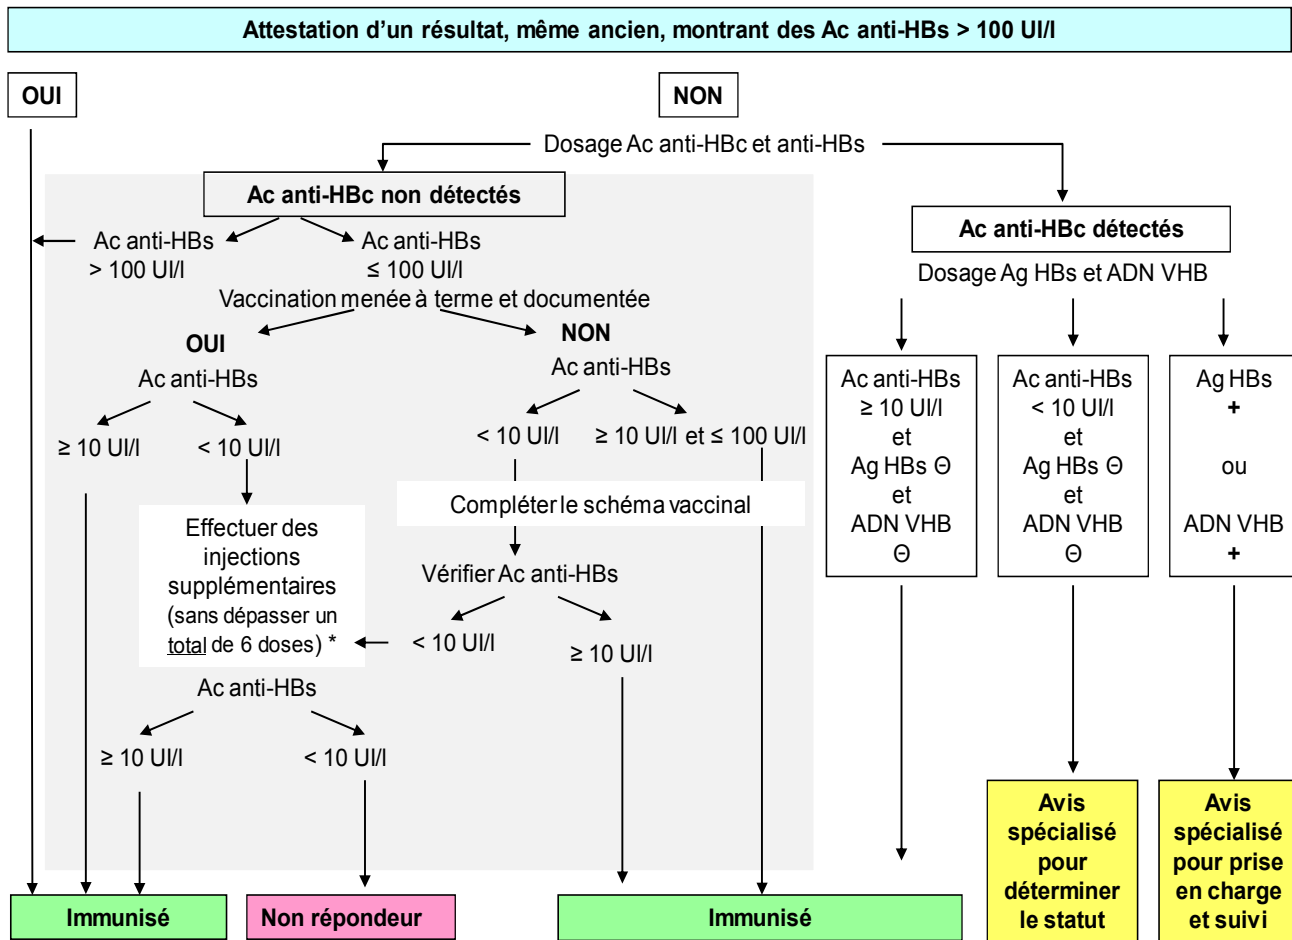 Attestation d'un résultat, même ancien, montrant des Ac anti-HBs > 100 UI/l
OUI
NON
Dosage Ac anti-HBc et anti-HBs
Ac anti-HBc non détectés
Ac anti-HBs
> 100 UI/l
Ac anti-HBs
≤ 100 UI/l
Vaccination menée à terme et documentée
OUI
Ac anti-HBs
≥ 10 UI/l
< 10 UI/l
NON
Ac anti-HBs
< 10 UI/l
≥ 10 UI/l et ≤ 100 UI/l
Effectuer des
injections
supplémentaires
(sans dépasser un
total de 6 doses) *
Compléter le schéma vaccinal
Vérifier Ac anti-HBs
< 10 UI/l
≥ 10 UI/l
Ac anti-HBs
≥ 10 UI/l
< 10 UI/l
Ac anti-HBc détectés
Dosage Ag HBs et ADN VHB
Ac anti-HBs
≥ 10 UI/l
et
Ag HBs Θ
et
ADN VHB
Θ
Ac anti-HBs
< 10 UI/l
et
Ag HBs Θ
et
ADN VHB
Θ
Ag HBs
+
ou
ADN VHB
+
Immunisé
Non répondeur
Immunisé
Avis
spécialisé
pour
déterminer
le statut
Avis
spécialisé
pour prise
en charge
et suivi